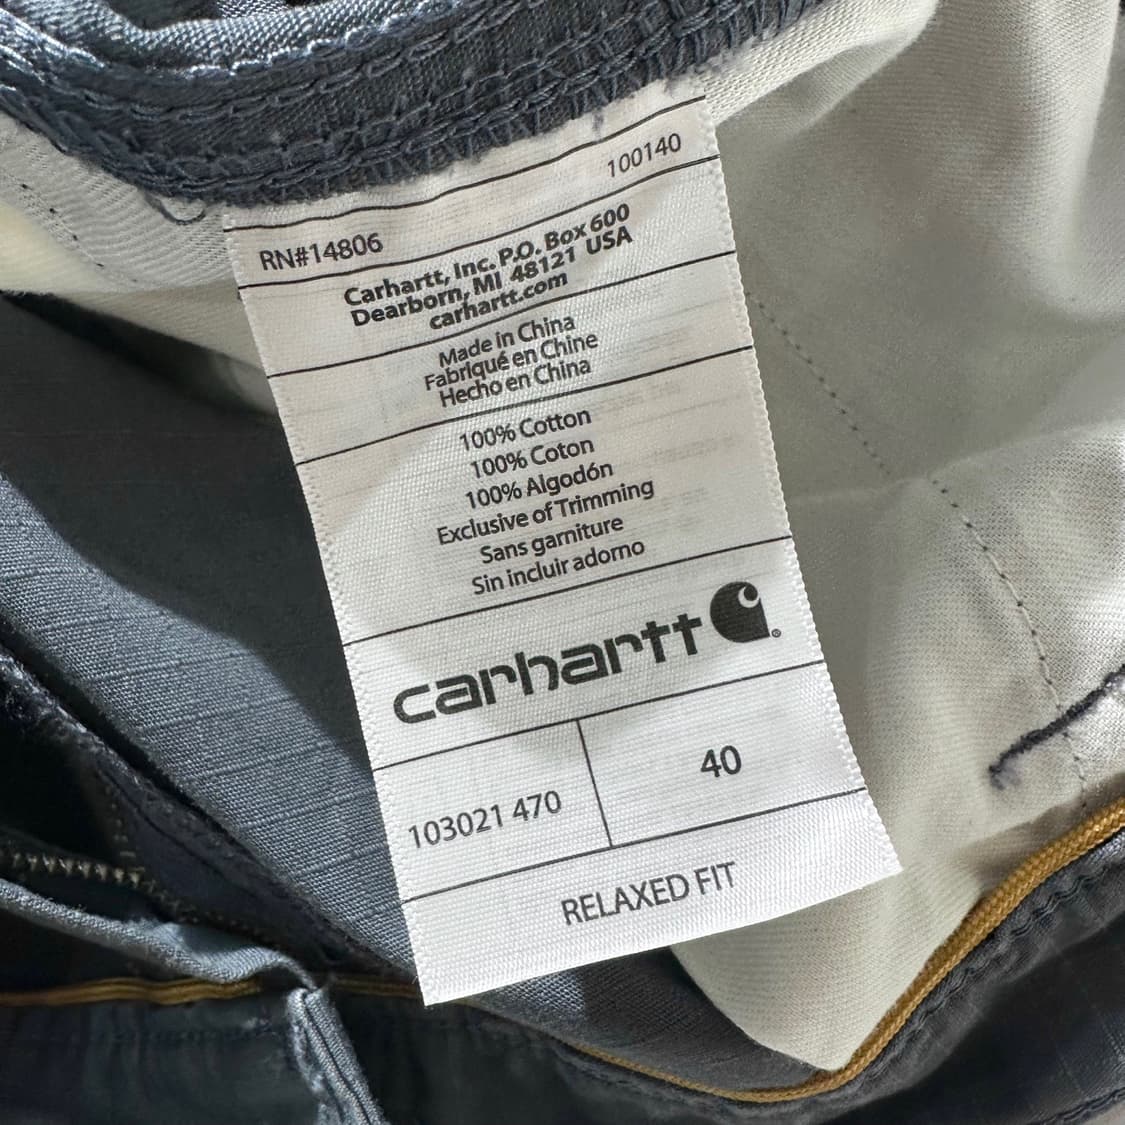 100140
RN#14806
Carhartt, Inc. P.O. Box 600
Dearborn, MI 48121 USA
carhartt.com
Made in China
Fabriqué en Chine
Hecho en China
100% Cotton
100% Coton
100% Algodón
Exclusive of Trimming
Sans garniture
Sin incluir adorno
carhartt
103021 470
40
RELAXED FIT